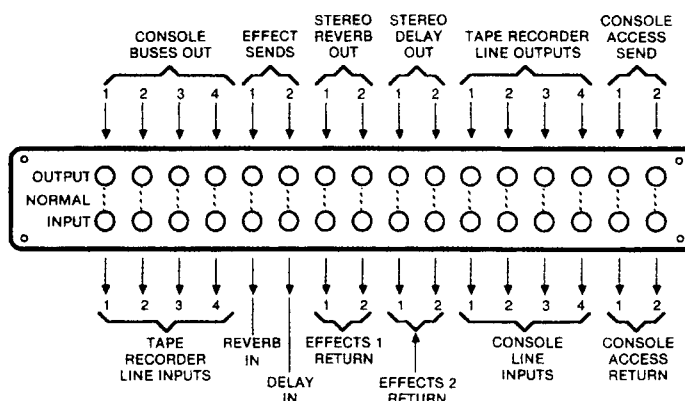 CONSOLE
BUSES OUT
EFFECT
SENDS
STEREO
REVERB
OUT
STEREO
DELAY
OUT
TAPE RECORDER
LINE OUTPUTS
CONSOLE
ACCESS
SEND
1 2 3 4 1 2 1 2 1 2 1 2 3 4 1 2
OUTPUT
NORMAL
INPUT
1 2 3 4 1 2 1 2 1 2 3 4 1 2
TAPE
RECORDER
LINE INPUTS
REVERB
IN
DELAY
IN
EFFECTS 1
RETURN
EFFECTS 2
RETURN
CONSOLE
LINE
INPUTS
CONSOLE
ACCESS
RETURN